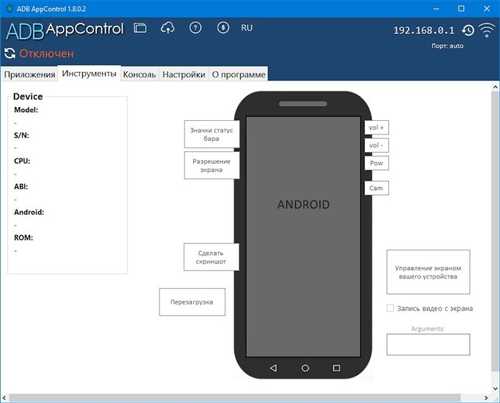 ADB AppControl 1.8.0.2
ADB AppControl
RU
192.168.0.1
Порт: auto
Отключен
Приложения
Инструменты
Консоль
Настройки
О программе
Device
Model:
-
S/N:
-
CPU:
-
ABI:
-
Android:
-
ROM:
-
Значки статус
бара
Разрешение
экрана
Сделать
скриншот
Перезагрузка
ANDROID
vol +
vol -
Pow
Cam
Управление экраном
вашего устройства
Запись видео с экрана
Arguments: